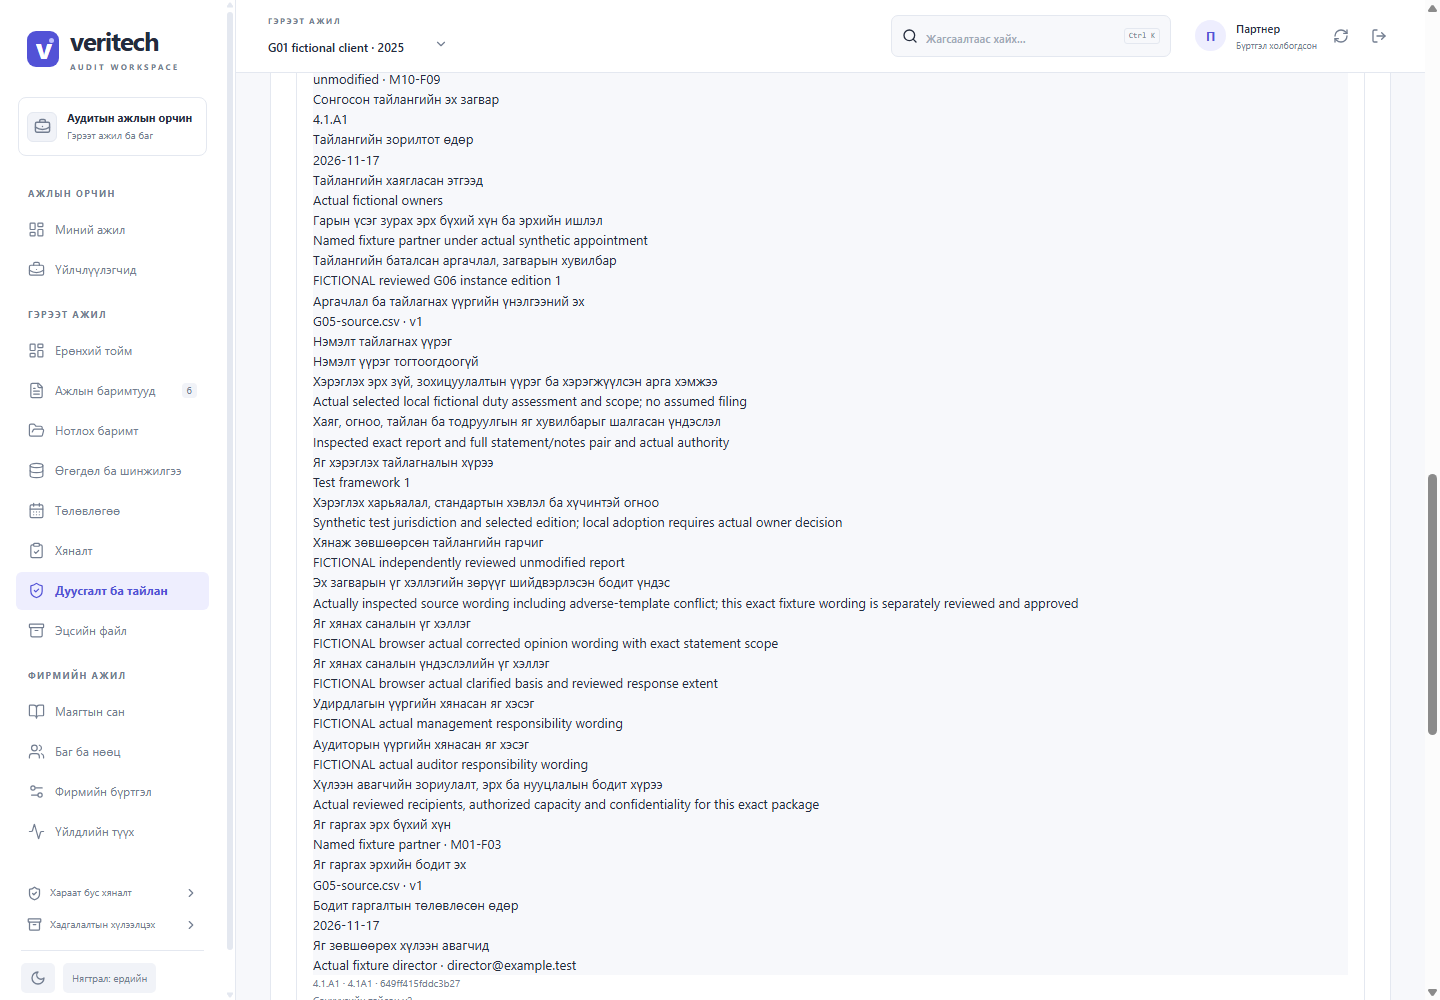 veritech
AUDIT WORKSPACE
Аудитын ажлын орчин
Гэрээт ажил ба баг
АЖЛЫН ОРЧИН
Миний ажил
Үйлчлүүлэгчид
ГЭРЭЭТ АЖИЛ
Ерөнхий тойм
Ажлын баримтууд 6
Нотлох баримт
Өгөгдөл ба шинжилгээ
Төлөвлөгөө
Хяналт
Дуусгалт ба тайлан
Эцсийн файл
ФИРМИЙН АЖИЛ
Маягтын сан
Баг ба нөөц
Фирмийн бүртгэл
Үйлдлийн түүх
Хараат бус хяналт
Хадгалалтын хүлээлцэх
Нягтрал: ердийн
ГЭРЭЭТ АЖИЛ
G01 fictional client · 2025
Жагсаалтаас хайх...
Ctrl K
П
Партнер
Бүртгэл холбогдсон
unmodified · M10-F09
Сонгосон тайлангийн эх загвар
4.1.A1
Тайлангийн зорилтот өдөр
2026-11-17
Тайлангийн хаягласан этгээд
Actual fictional owners
Гарын үсэг зурах эрх бүхий хүн ба эрхийн ишлэл
Named fixture partner under actual synthetic appointment
Тайлангийн баталсан аргачлал, загварын хувилбар
FICTIONAL reviewed G06 instance edition 1
Аргачлал ба тайлагнах үүргийн үнэлгээний эх
G05-source.csv · v1
Нэмэлт тайлагнах үүрэг
Нэмэлт үүрэг тогтоогдоогүй
Хэрэглэх эрх зүй, зохицуулалтын үүрэг ба хэрэгжүүлсэн арга хэмжээ
Actual selected local fictional duty assessment and scope; no assumed filing
Хаяг, огноо, тайлан ба тодруулгын яг хувилбарыг шалгасан үндэслэл
Inspected exact report and full statement/notes pair and actual authority
Яг хэрэглэх тайлагналын хүрээ
Test framework 1
Хэрэглэх харьяалал, стандартын хэвлэл ба хүчинтэй огноо
Synthetic test jurisdiction and selected edition; local adoption requires actual owner decision
Хянаж зөвшөөрсөн тайлангийн гарчиг
FICTIONAL independently reviewed unmodified report
Эх загварын үг хэллэгийн зөрүүг шийдвэрлэсэн бодит үндэс
Actually inspected source wording including adverse-template conflict; this exact fixture wording is separately reviewed and approved
Яг хянах саналын үг хэллэг
FICTIONAL browser actual corrected opinion wording with exact statement scope
Яг хянах саналын үндэслэлийн үг хэллэг
FICTIONAL browser actual clarified basis and reviewed response extent
Удирдлагын үүргийн хянасан яг хэсэг
FICTIONAL actual management responsibility wording
Аудиторын үүргийн хянасан яг хэсэг
FICTIONAL actual auditor responsibility wording
Хүлээн авагчийн зориулалт, эрх ба нууцлалын бодит хүрээ
Actual reviewed recipients, authorized capacity and confidentiality for this exact package
Яг гаргах эрх бүхий хүн
Named fixture partner · M01-F03
Яг гаргах эрхийн бодит эх
G05-source.csv · v1
Бодит гаргалтын төлөвлөсөн өдөр
2026-11-17
Яг зөвшөөрөх хүлээн авагчид
Actual fixture director · director@example.test
4.1.A1 · 4.1A1 · 649ff415fddc3b27